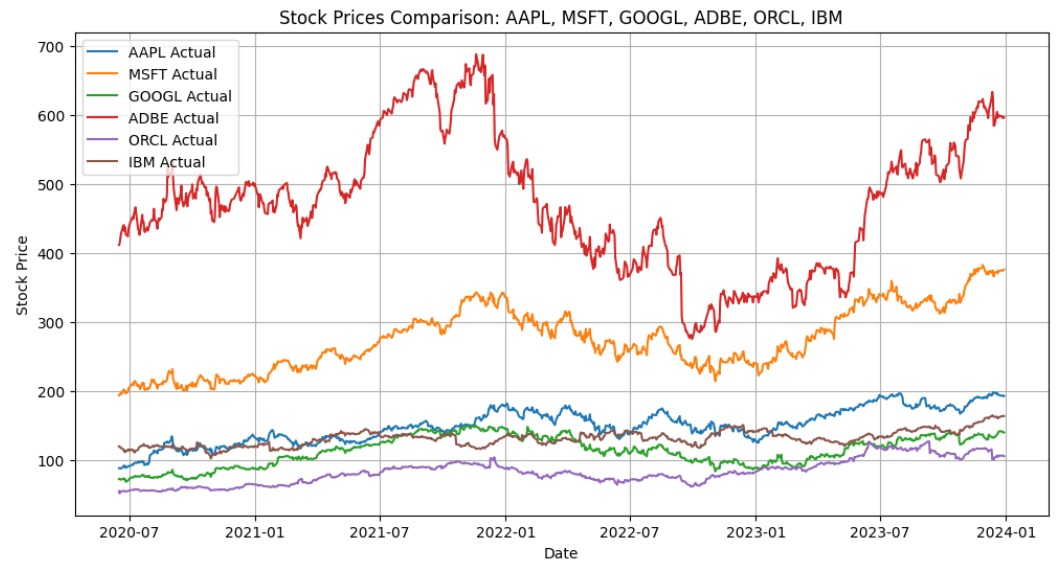 Stock Prices Comparison: AAPL, MSFT, GOOGL, ADBE, ORCL, IBM
700
600
500
400
300
200
100
Stock Price
AAPL Actual
MSFT Actual
GOOGL Actual
ADBE Actual
ORCL Actual
IBM Actual
2020-07 2021-01 2021-07 2022-01 2022-07 2023-01 2023-07 2024-01
Date